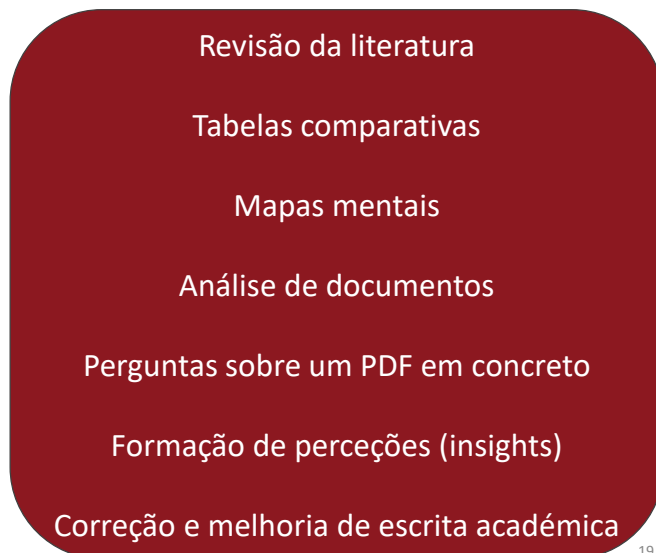 Revisão da literatura
Tabelas comparativas
Mapas mentais
Análise de documentos
Perguntas sobre um PDF em concreto
Formação de perceções (insights)
Correção e melhoria de escrita académica
19